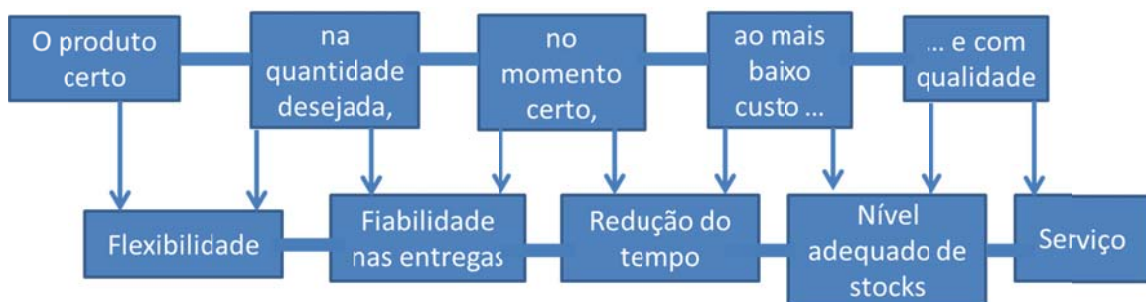 O produto
certo
na
quantidade
desejada,
no
momento
certo,
ao mais
baixo
custo ...
... e com
qualidade
Flexibilidade
Fiabilidade
nas entregas
Redução do
tempo
Nível
adequado de
stocks
Serviço